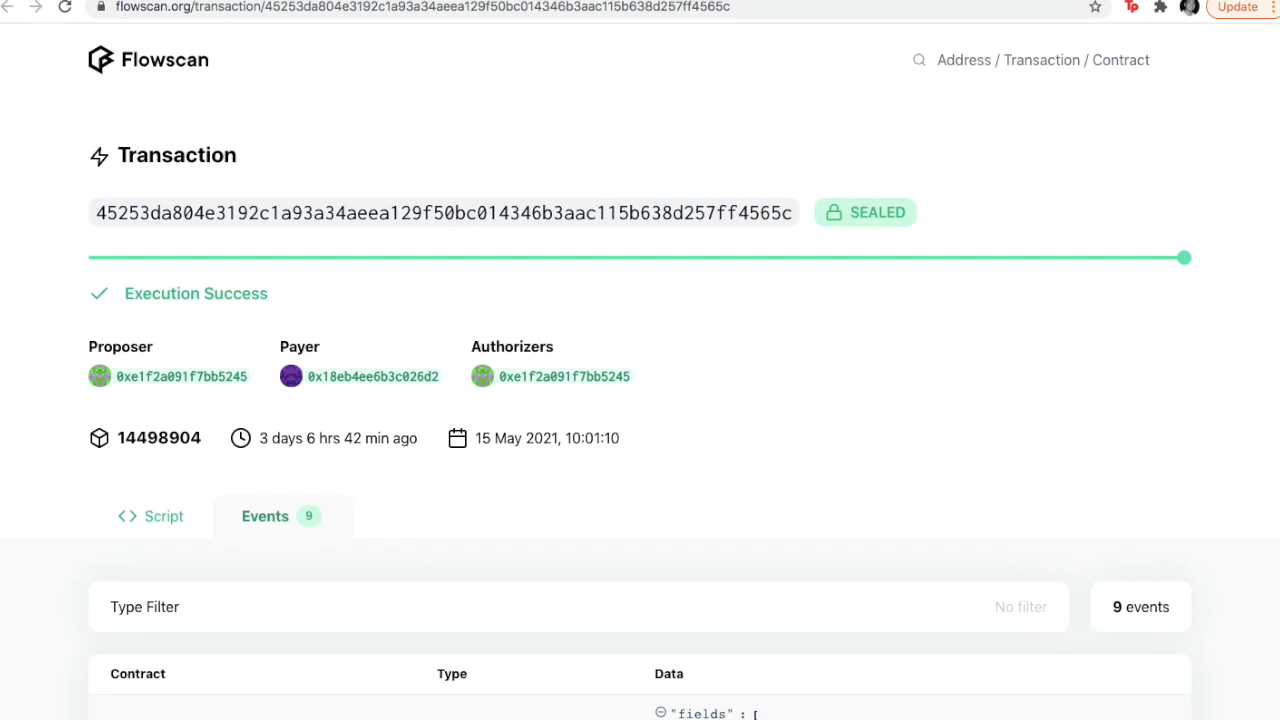 flowscan.org/transaction/45253da804e3192c1a93a34aeea129f50bc014346b3aac115b638d257ff4565c
Tp
Update
Flowscan
Address / Transaction / Contract
Transaction
45253da804e3192c1a93a34aeea129f50bc014346b3aac115b638d257ff4565c SEALED
Execution Success
Proposer Payer Authorizers
0xe1f2a091f7bb5245 0x18eb4ee6b3c026d2 0xe1f2a091f7bb5245
14498904 3 days 6 hrs 42 min ago 15 May 2021, 10:01:10
<> Script Events 9
Type Filter No filter 9 events
Contract Type Data
"fields" : [